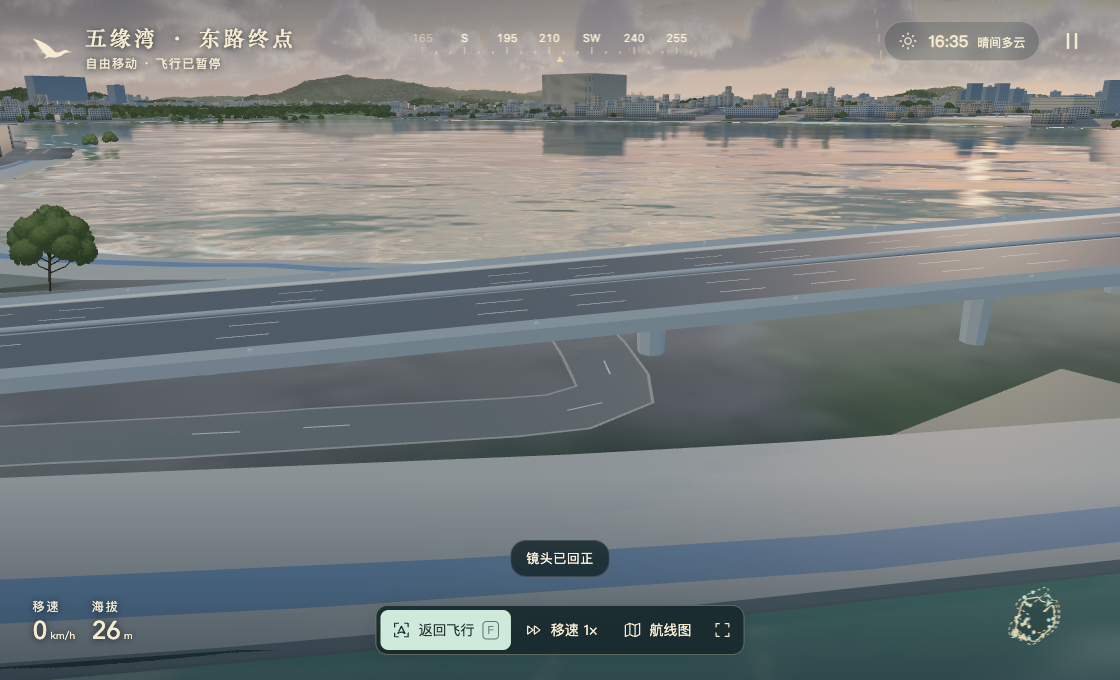 五缘湾 · 东路终点
自由移动 · 飞行已暂停
165 S 195 210 SW 240 255
16:35 晴间多云
镜头已回正
移速 海拔
0 km/h 26 m
返回飞行 F 移速 1× 航线图